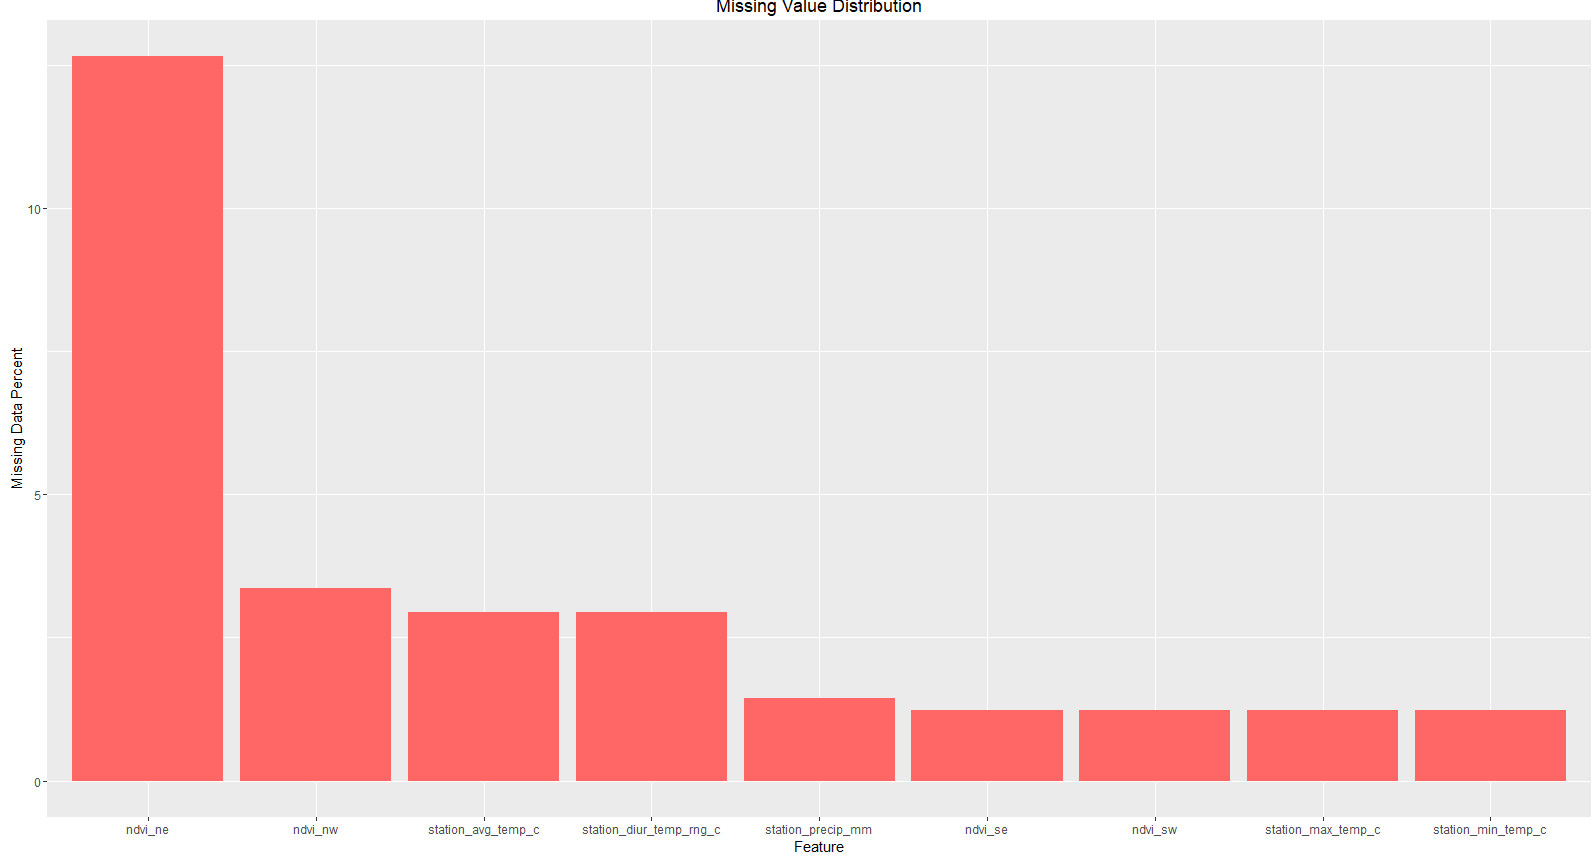 Missing Value Distribution
Missing Data Percent
10
5
0
ndvi_ne ndvi_nw station_avg_temp_c station_diur_temp_rng_c station_precip_mm ndvi_se ndvi_sw station_max_temp_c station_min_temp_c
Feature